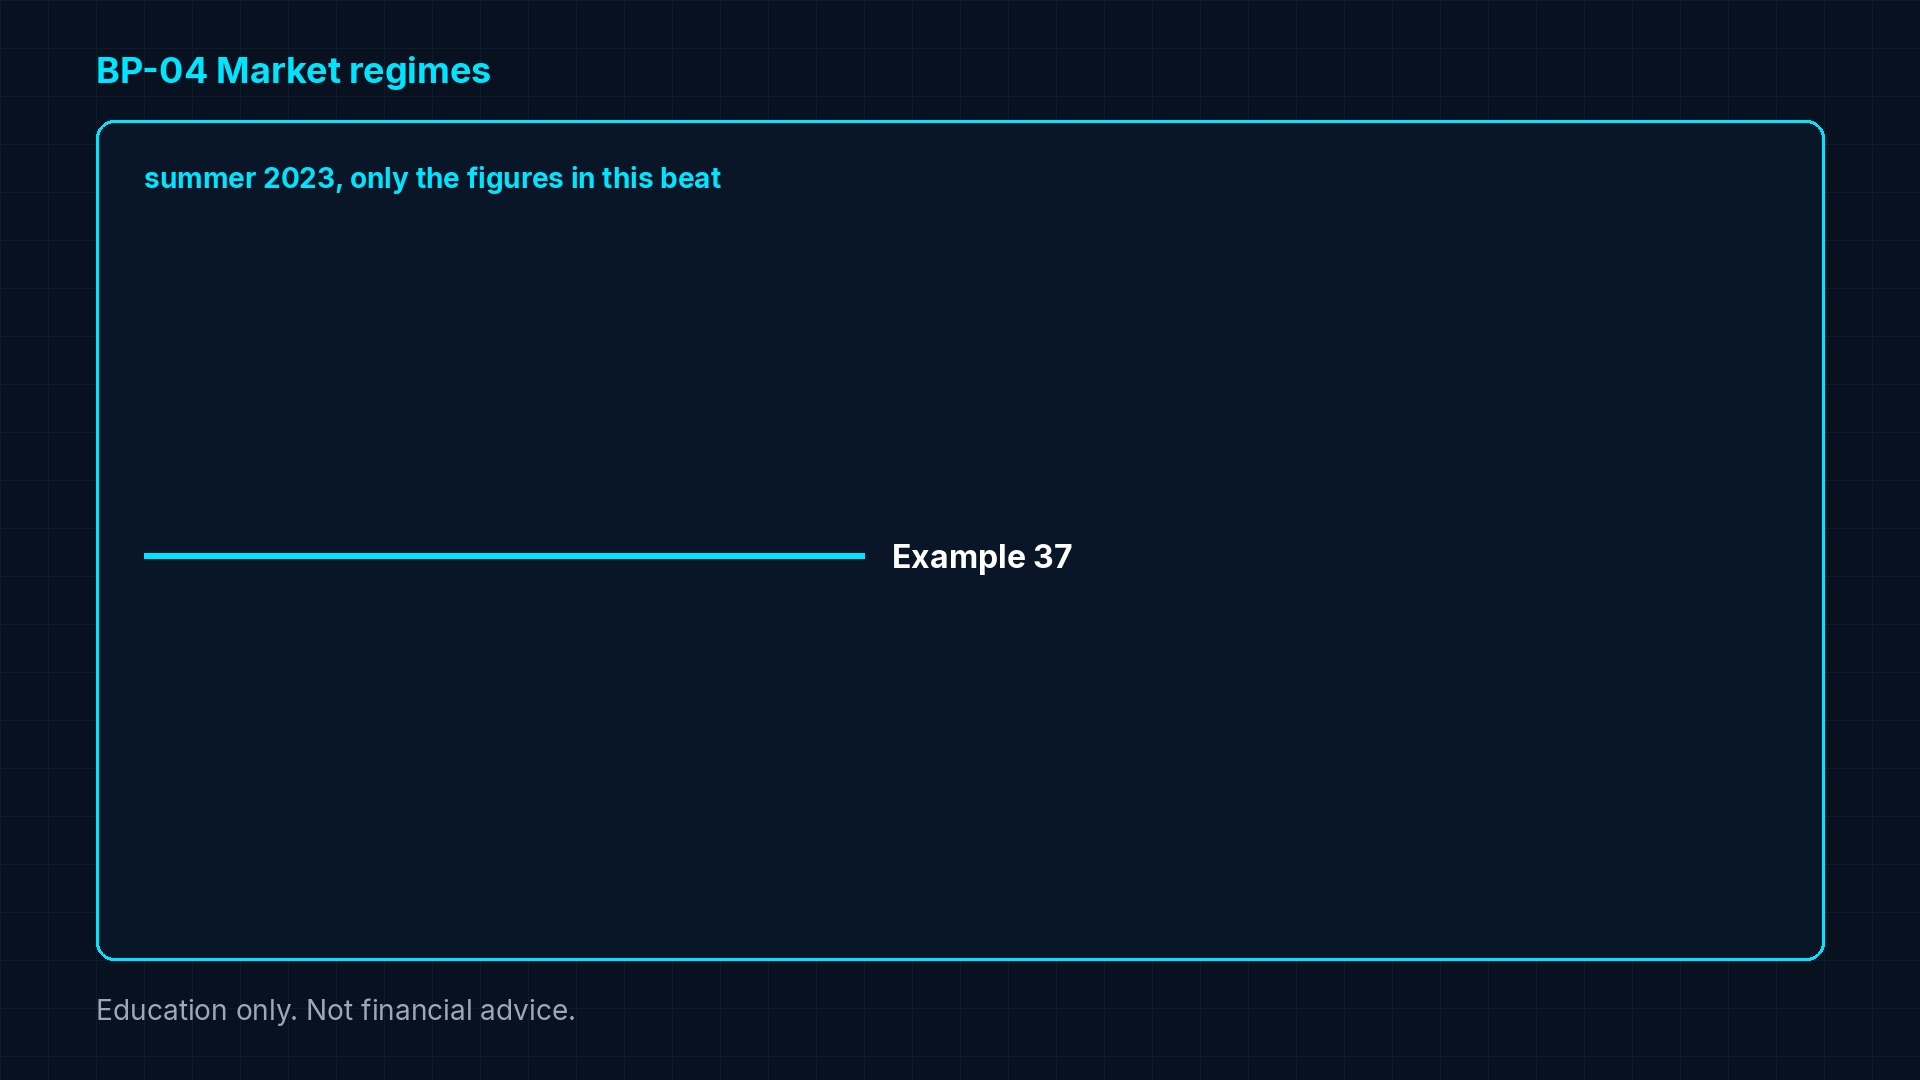 BP-04 Market regimes
summer 2023, only the figures in this beat
Example 37
Education only. Not financial advice.